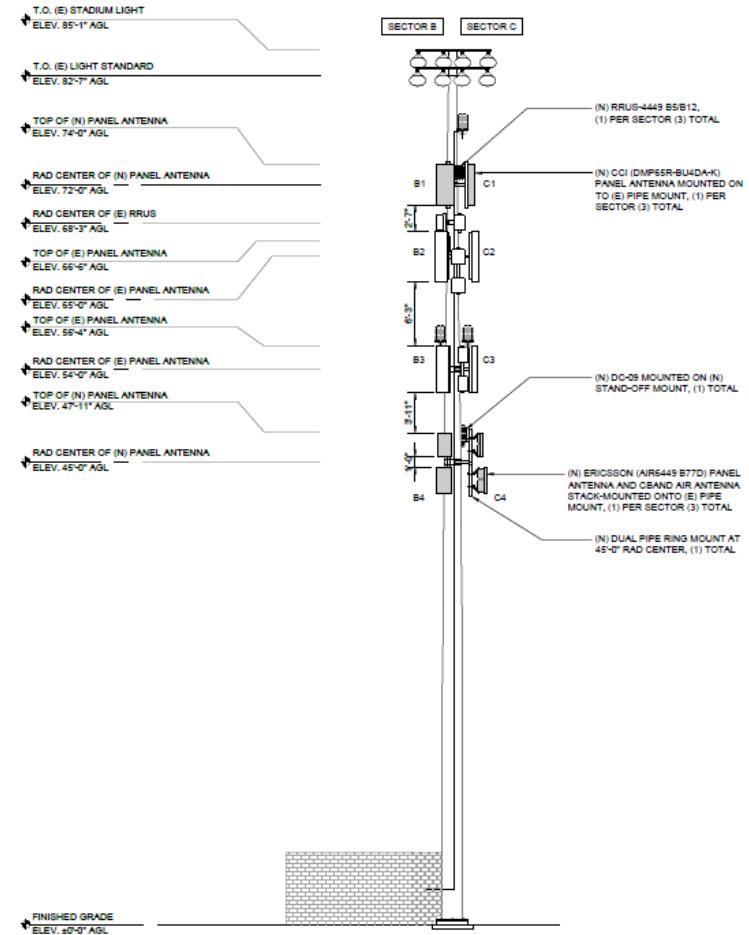 T.O. (E) STADIUM LIGHT
ELEV. 85'-1" AGL
T.O. (E) LIGHT STANDARD
ELEV. 82'-7" AGL
TOP OF (N) PANEL ANTENNA
ELEV. 74'-0" AGL
RAD CENTER OF (N) PANEL ANTENNA
ELEV. 72'-0" AGL
RAD CENTER OF (E) RRUS
ELEV. 68'-3" AGL
TOP OF (E) PANEL ANTENNA
ELEV. 66'-6" AGL
RAD CENTER OF (E) PANEL ANTENNA
ELEV. 65'-0" AGL
TOP OF (E) PANEL ANTENNA
ELEV. 56'-4" AGL
RAD CENTER OF (E) PANEL ANTENNA
ELEV. 54'-0" AGL
TOP OF (N) PANEL ANTENNA
ELEV. 47'-11" AGL
RAD CENTER OF (N) PANEL ANTENNA
ELEV. 45'-0" AGL
FINISHED GRADE
ELEV. ±0'-0" AGL
SECTOR B
SECTOR C
B1
C1
2'-7"
B2
C2
6'-3"
B3
C3
3'-11"
B4
C4
(N) RRUS-4449 B5/B12,
(1) PER SECTOR (3) TOTAL
(N) CCI (DMP65R-BU4DA-K)
PANEL ANTENNA MOUNTED ON
TO (E) PIPE MOUNT, (1) PER
SECTOR (3) TOTAL
(N) DC-09 MOUNTED ON (N)
STAND-OFF MOUNT, (1) TOTAL
(N) ERICSSON (AIR6449 B77D) PANEL
ANTENNA AND CBAND AIR ANTENNA
STACK-MOUNTED ONTO (E) PIPE
MOUNT, (1) PER SECTOR (3) TOTAL
(N) DUAL PIPE RING MOUNT AT
45'-0" RAD CENTER, (1) TOTAL